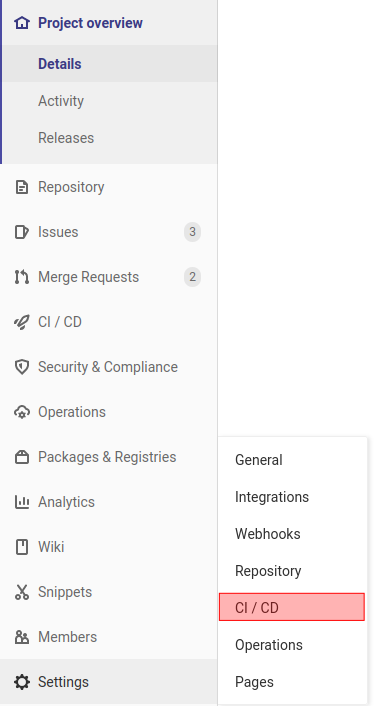 Project overview
Details
Activity
Releases
Repository
Issues 3
Merge Requests 2
CI / CD
Security & Compliance
Operations
Packages & Registries
Analytics
Wiki
Snippets
Members
Settings
General
Integrations
Webhooks
Repository
CI / CD
Operations
Pages